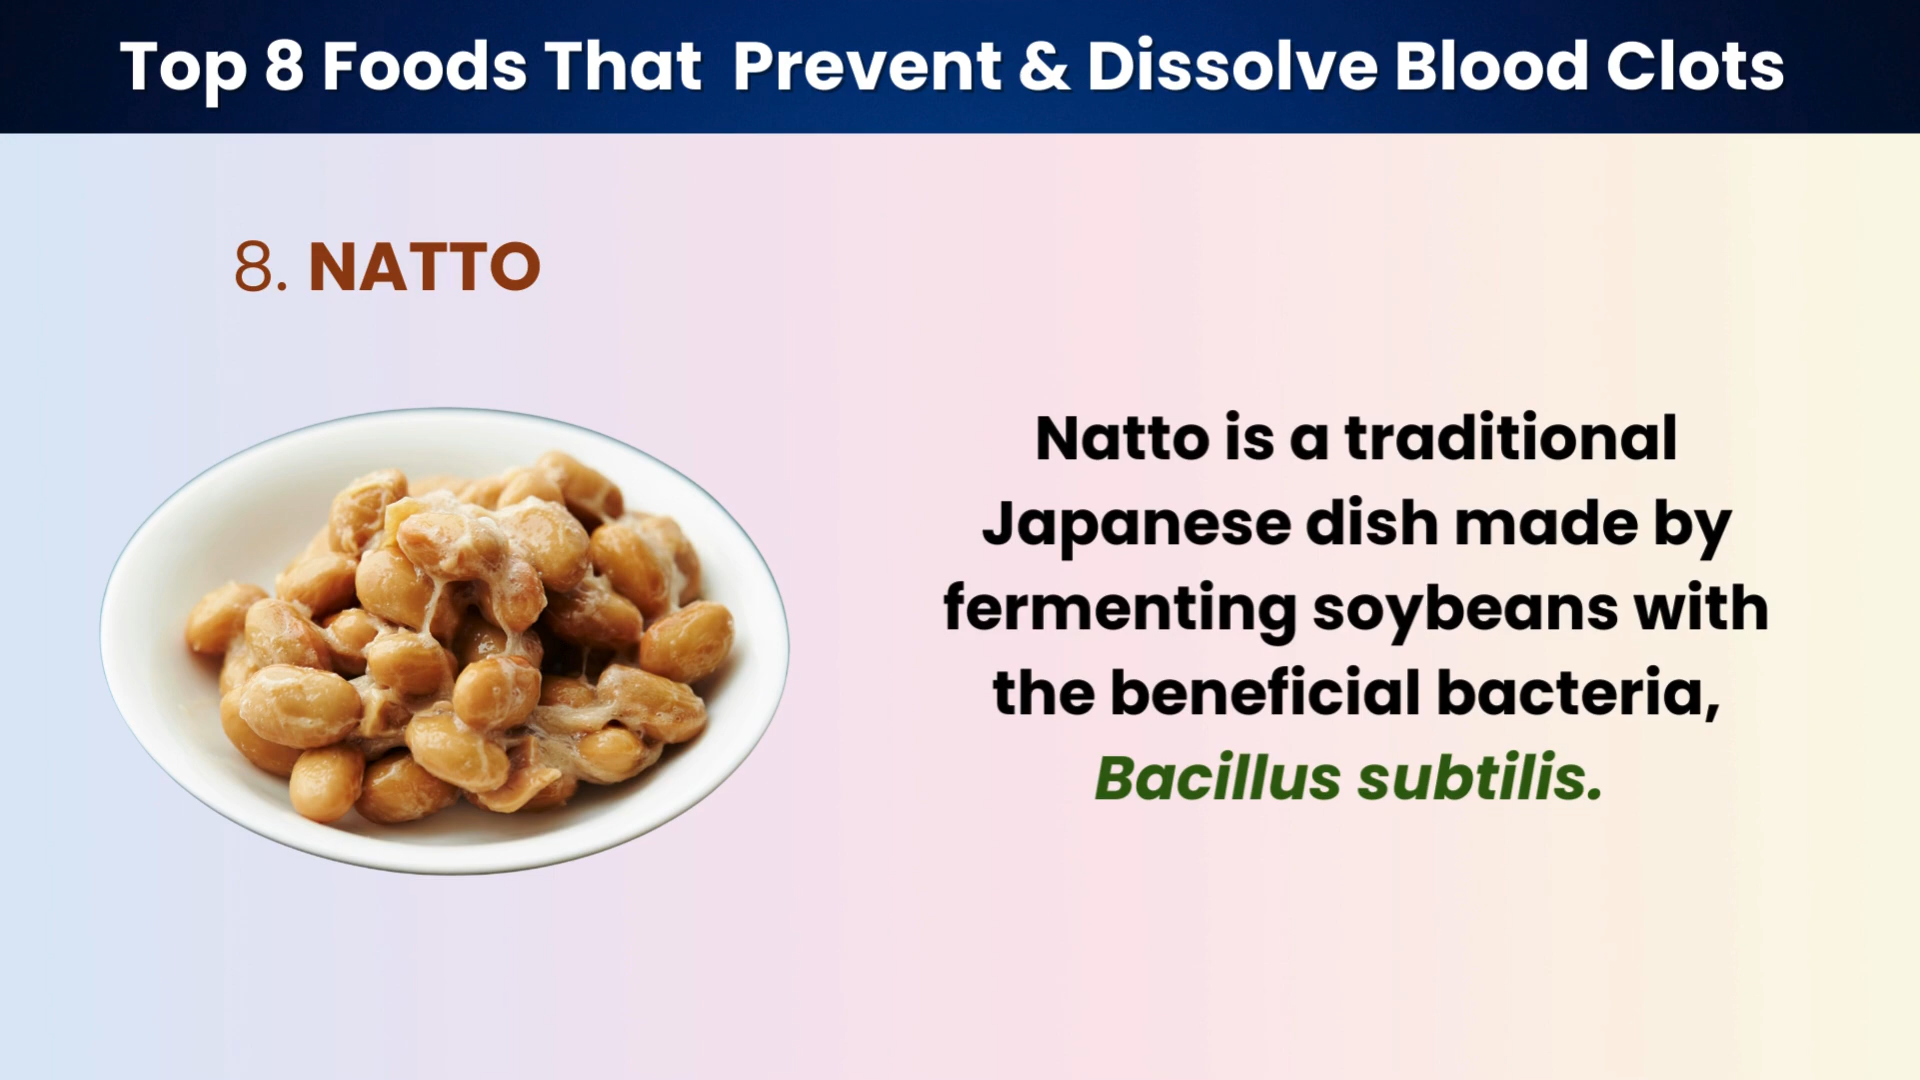 Top 8 Foods That Prevent & Dissolve Blood Clots
8. NATTO
Natto is a traditional
Japanese dish made by
fermenting soybeans with
the beneficial bacteria,
Bacillus subtilis.